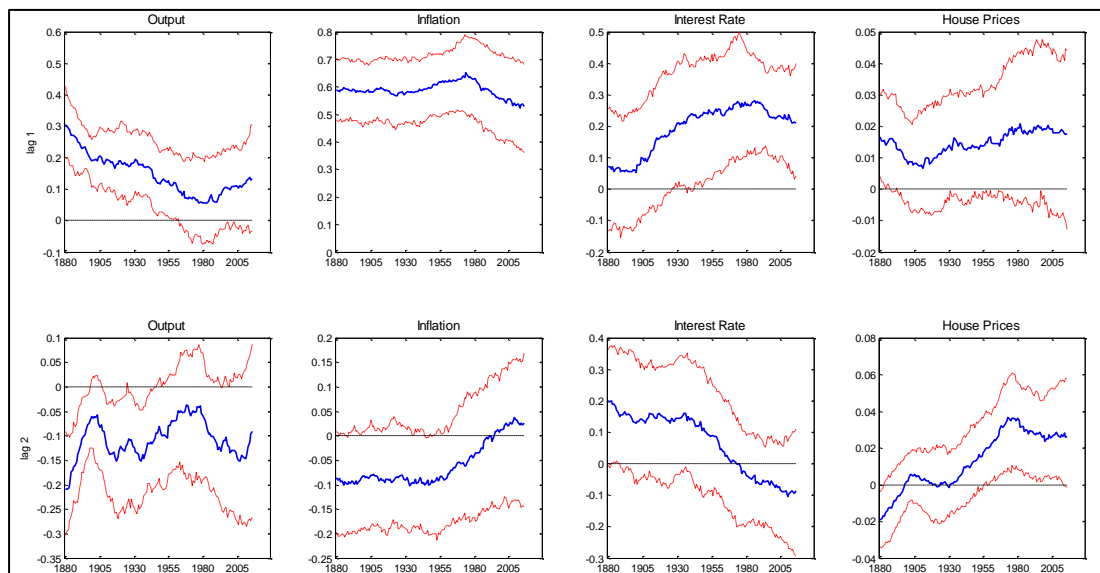 Output Inflation Interest Rate House Prices
lag 1
0.6 0.5 0.4 0.3 0.2 0.1 0 -0.1
1880 1905 1930 1955 1980 2005
0.8 0.7 0.6 0.5 0.4 0.3 0.2 0.1 0
1880 1905 1930 1955 1980 2005
0.5 0.4 0.3 0.2 0.1 0 -0.1 -0.2
1880 1905 1930 1955 1980 2005
0.05 0.04 0.03 0.02 0.01 0 -0.01 -0.02
1880 1905 1930 1955 1980 2005
Output Inflation Interest Rate House Prices
lag 2
0.1 0.05 0 -0.05 -0.1 -0.15 -0.2 -0.25 -0.3 -0.35
1880 1905 1930 1955 1980 2005
0.2 0.15 0.1 0.05 0 -0.05 -0.1 -0.15 -0.2 -0.25
1880 1905 1930 1955 1980 2005
0.4 0.3 0.2 0.1 0 -0.1 -0.2 -0.3
1880 1905 1930 1955 1980 2005
0.08 0.06 0.04 0.02 0 -0.02 -0.04
1880 1905 1930 1955 1980 2005